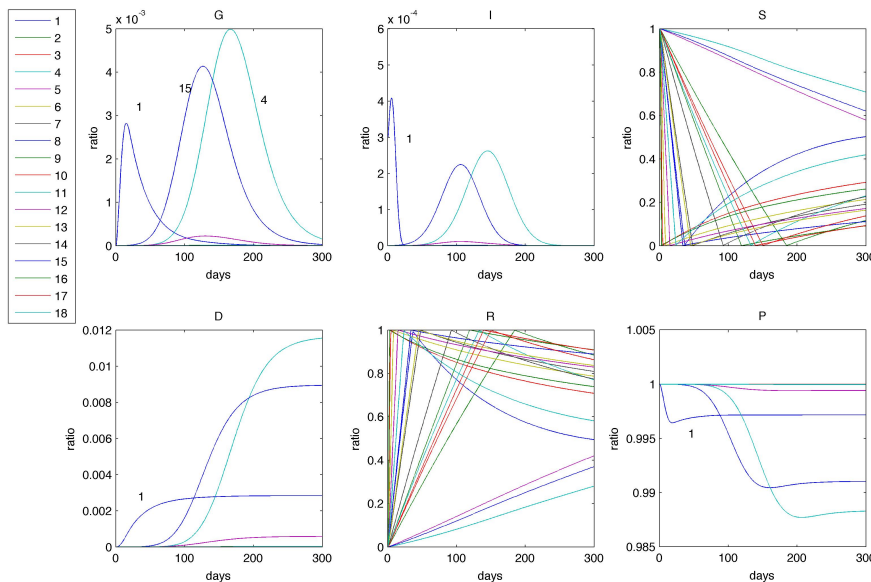 1
2
3
4
5
6
7
8
9
10
11
12
13
14
15
16
17
18
G
x 10⁻³
5
4
3
2
1
0
0 100 200 300
ratio
days
1
15
4
I
x 10⁻⁴
6
4
2
0
0 100 200 300
ratio
days
1
S
1
0.8
0.6
0.4
0.2
0
0 100 200 300
ratio
days
D
0.012
0.01
0.008
0.006
0.004
0.002
0
0 100 200 300
ratio
days
1
R
1
0.8
0.6
0.4
0.2
0
0 100 200 300
ratio
days
P
1.005
1
0.995
0.99
0.985
0 100 200 300
ratio
days
1